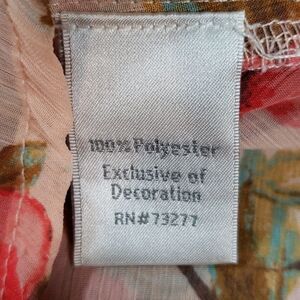 100% Polyester
Exclusive of
Decoration
RN#73277